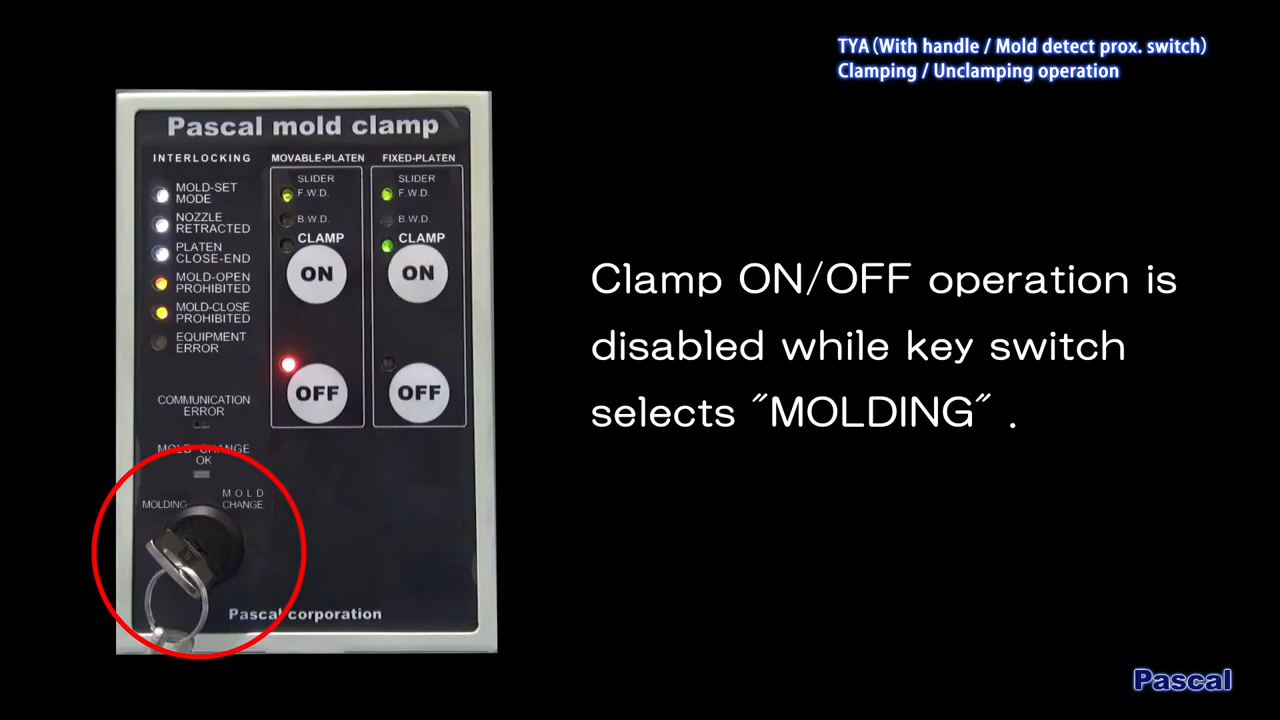 TYA(With handle / Mold detect prox. switch)
Clamping / Unclamping operation
Pascal mold clamp
INTERLOCKING
MOLD-SET
MODE
NOZZLE
RETRACTED
PLATEN
CLOSE-END
MOLD-OPEN
PROHIBITED
MOLD-CLOSE
PROHIBITED
EQUIPMENT
ERROR
COMMUNICATION
ERROR
MOLD CHANGE
OK
MOLDING
MOLD
CHANGE
MOVABLE-PLATEN
SLIDER
F.W.D.
B.W.D.
CLAMP
ON
OFF
FIXED-PLATEN
SLIDER
F.W.D.
B.W.D.
CLAMP
ON
OFF
Pascal corporation
Clamp ON/OFF operation is
disabled while key switch
selects "MOLDING" .
Pascal